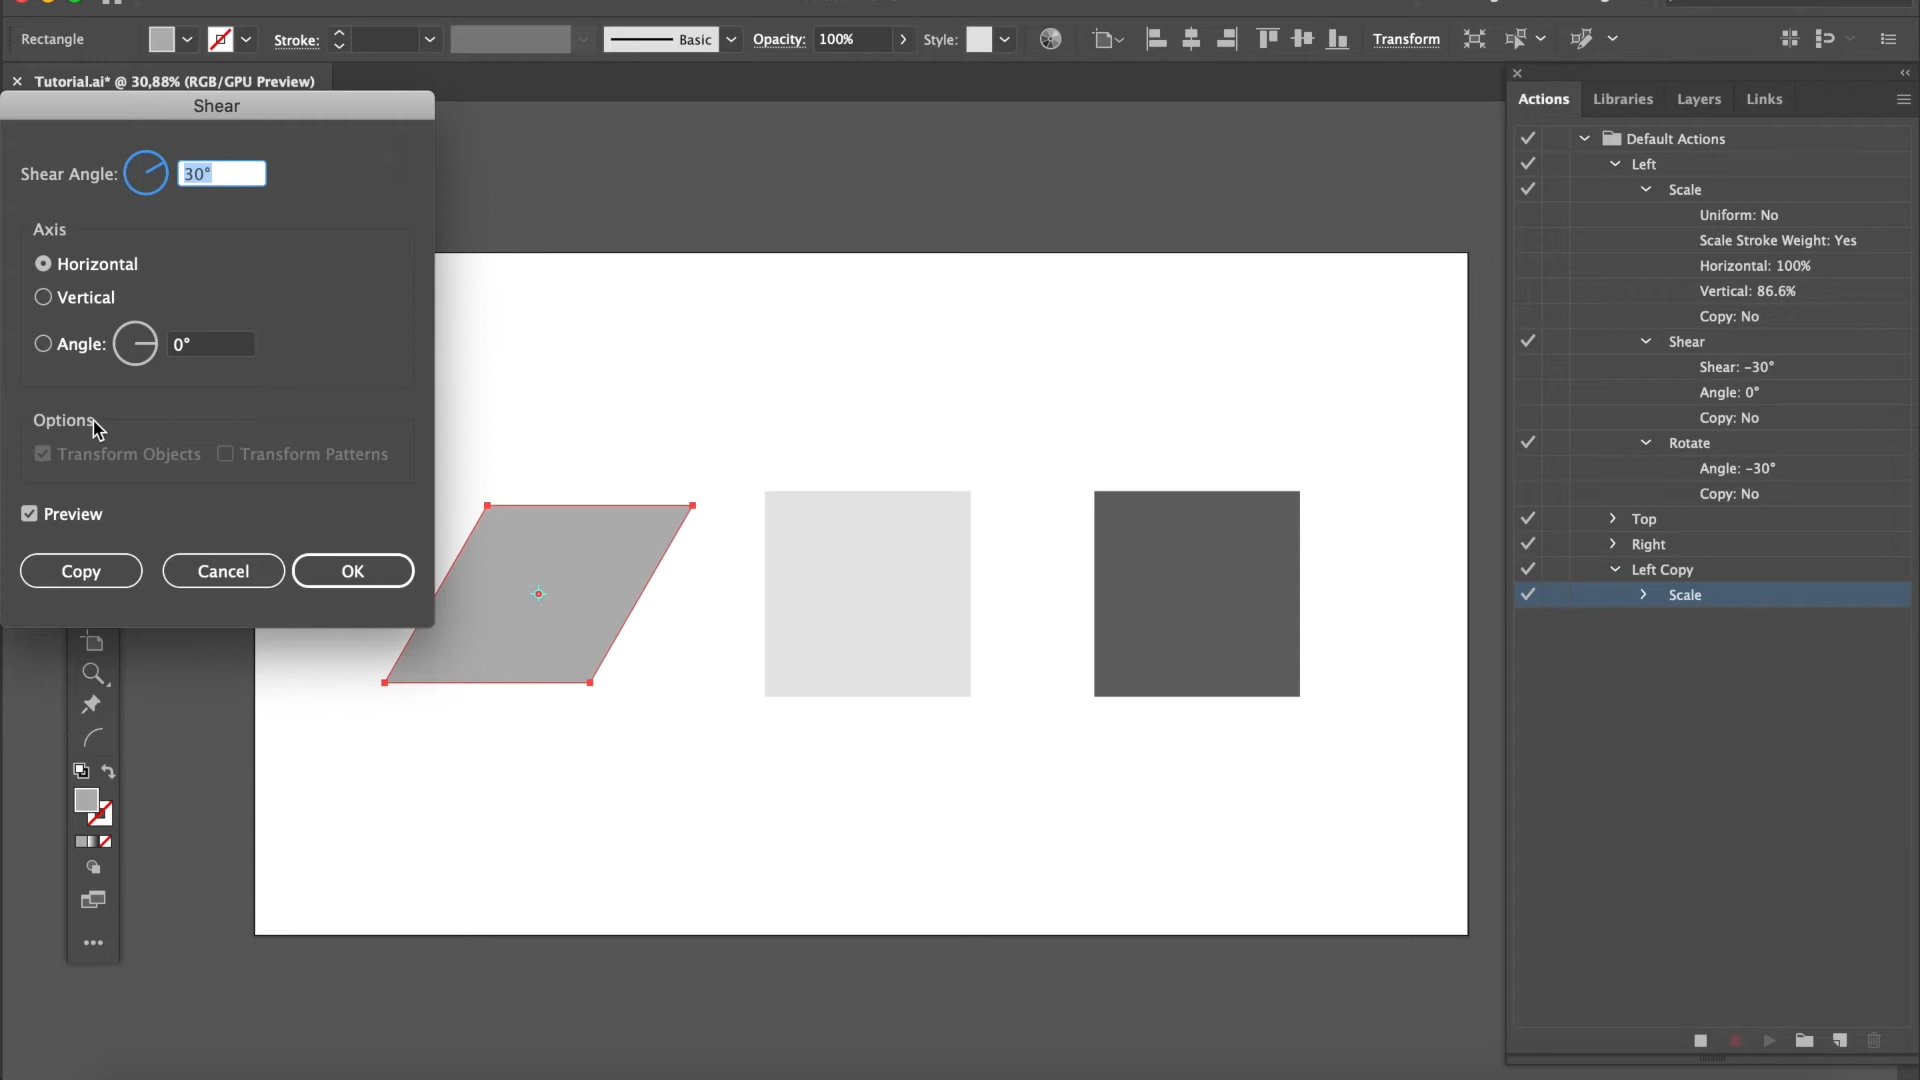 Rectangle
Stroke:
Basic
Opacity: 100%
Style:
Transform
Tutorial.ai* @ 30,88% (RGB/GPU Preview)
Shear
Shear Angle: 30°
Axis
Horizontal
Vertical
Angle: 0°
Options
Transform Objects Transform Patterns
Preview
Copy Cancel OK
Actions Libraries Layers Links
Default Actions
Left
Scale
Uniform: No
Scale Stroke Weight: Yes
Horizontal: 100%
Vertical: 86.6%
Copy: No
Shear
Shear: -30°
Angle: 0°
Copy: No
Rotate
Angle: -30°
Copy: No
Top
Right
Left Copy
Scale